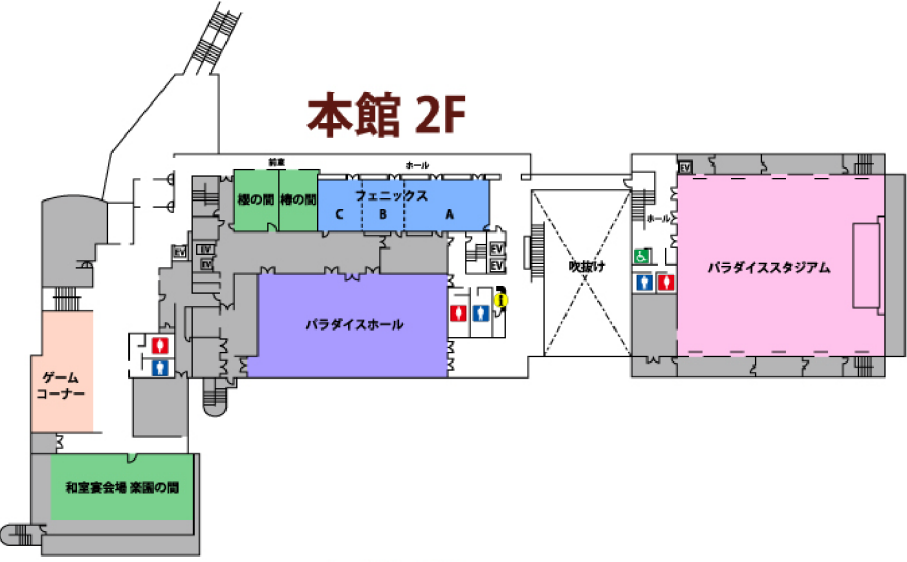 本館 2F
前室
ホール
フェニックス
の間
の間
C
B
A
EV
ホール
EV
EV
EV
EV
EV
吹抜け
パラダイススタジアム
i
パラダイスホール
ゲーム
コーナー
和室宴会場 楽園の間